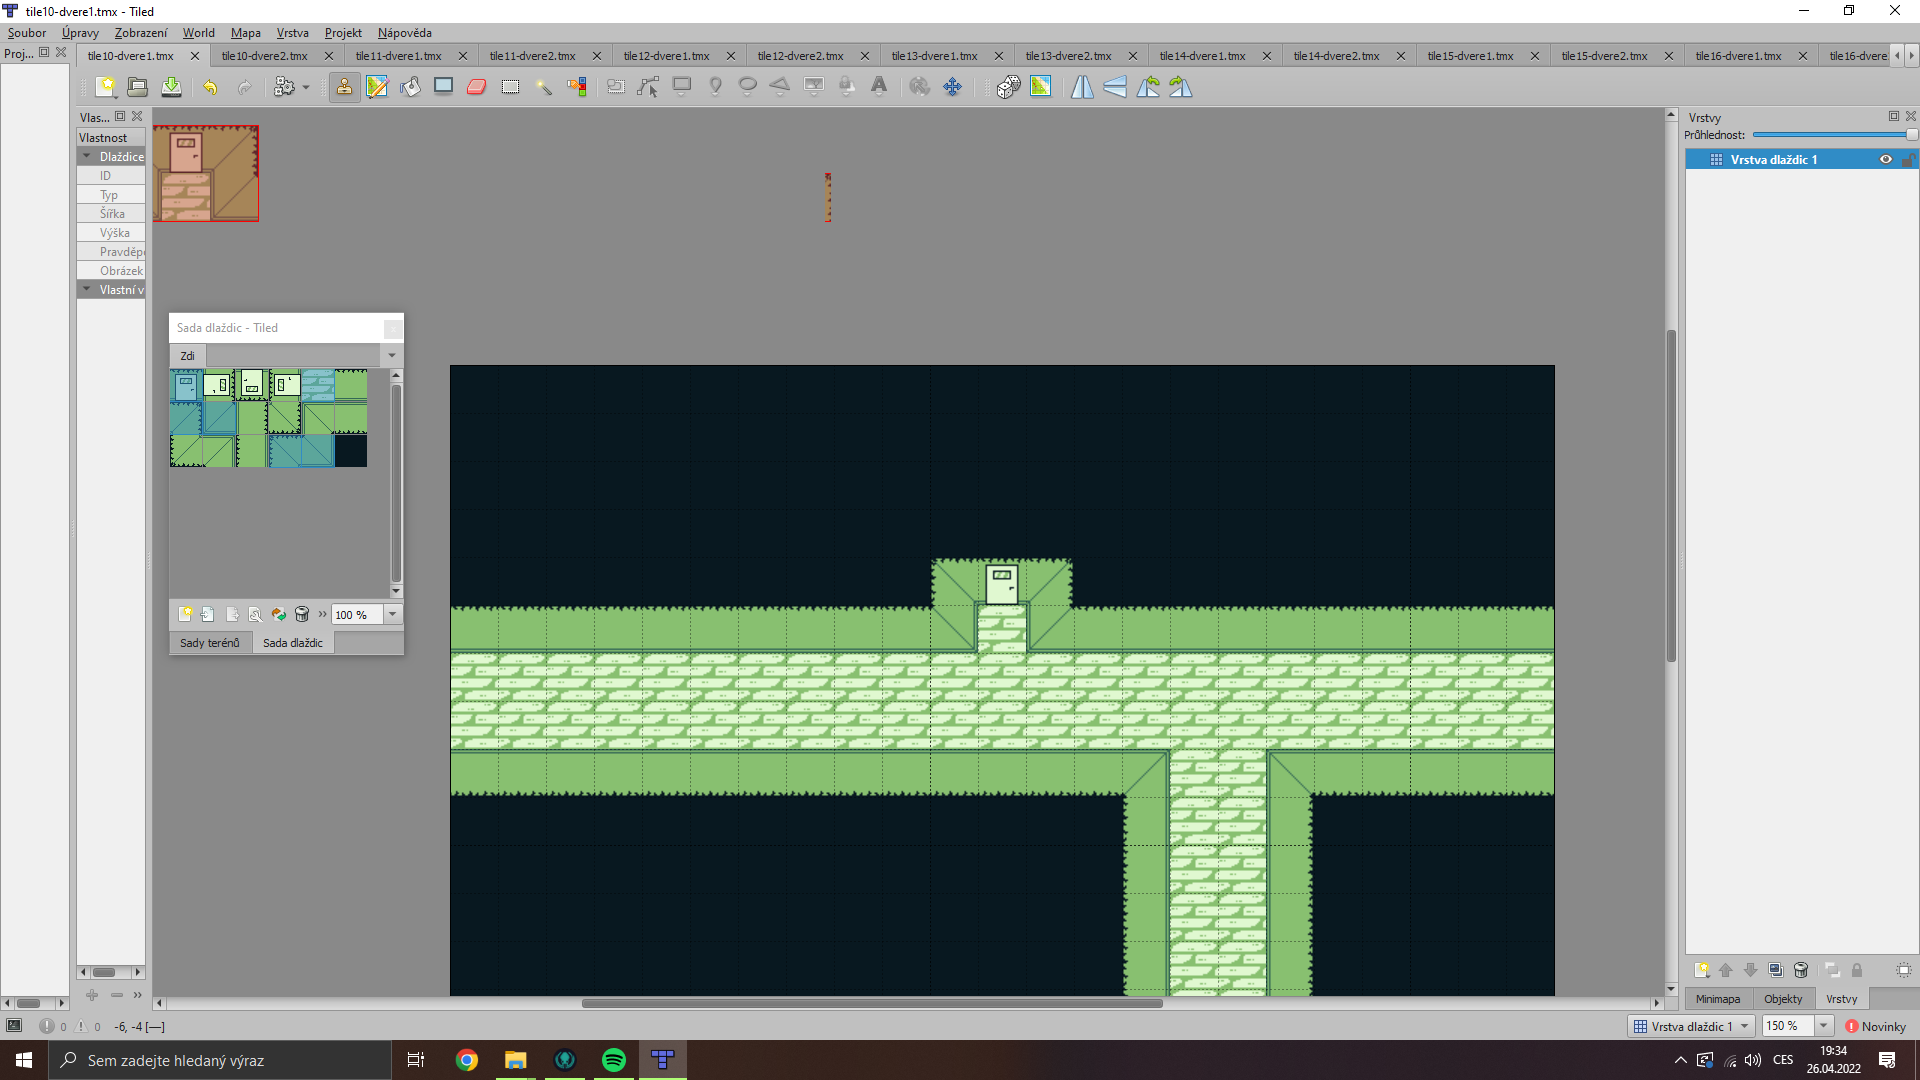 tile10-dvere1.tmx - Tiled
Soubor Úpravy Zobrazení World Mapa Vrstva Projekt Nápověda
Proj... tile10-dvere1.tmx tile10-dvere2.tmx tile11-dvere1.tmx tile11-dvere2.tmx tile12-dvere1.tmx tile12-dvere2.tmx tile13-dvere1.tmx tile13-dvere2.tmx tile14-dvere1.tmx tile14-dvere2.tmx tile15-dvere1.tmx tile15-dvere2.tmx tile16-dvere1.tmx tile16-dvere
Vlas...
Vlastnost
Dlaždice
ID
Typ
Šířka
Výška
Pravděpo
Obrázek
Vlastní v
Sada dlaždic - Tiled
Zdi
100 %
Sady terénů Sada dlaždic
Vrstvy
Průhlednost:
Vrstva dlaždic 1
Minimapa Objekty Vrstvy
0 0 -6, -4 [—]
Vrstva dlaždic 1 150 % Novinky
Sem zadejte hledaný výraz
CES
19:34
26.04.2022